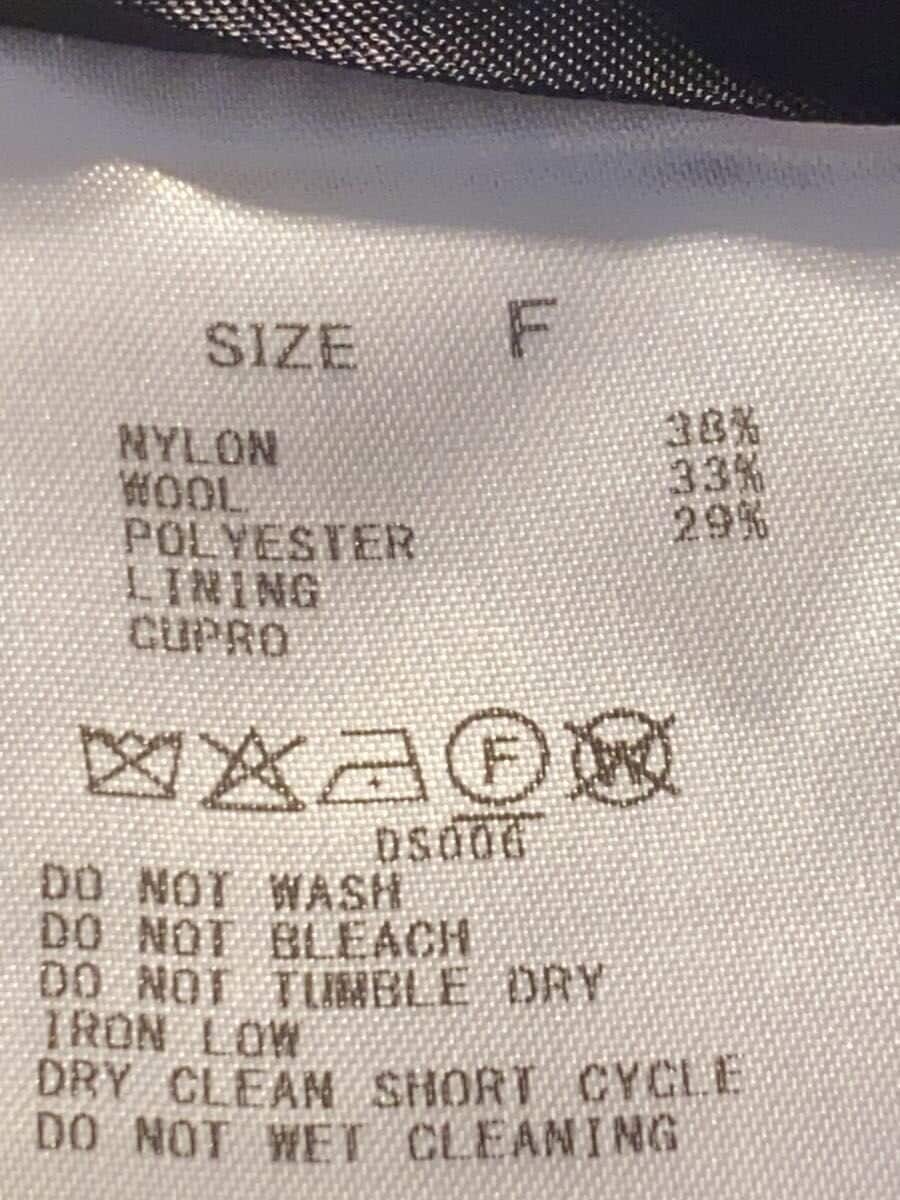 SIZE F
NYLON 38%
WOOL 33%
POLYESTER 29%
LINING
CUPRO
F W
DS006
DO NOT WASH
DO NOT BLEACH
DO NOT TUMBLE DRY
IRON LOW
DRY CLEAN SHORT CYCLE
DO NOT WET CLEANING